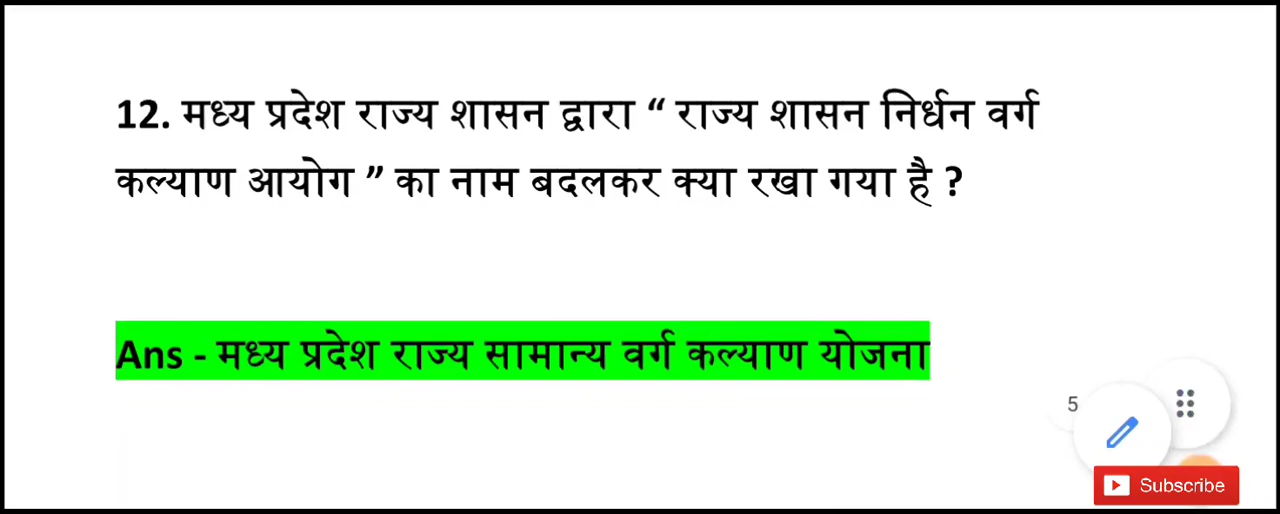 12. मध्य प्रदेश राज्य शासन द्वारा “ राज्य शासन निर्धन वर्ग
कल्याण आयोग ” का नाम बदलकर क्या रखा गया है ?
Ans - मध्य प्रदेश राज्य सामान्य वर्ग कल्याण योजना
5
Subscribe